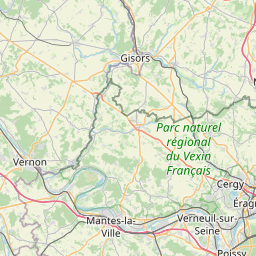 Gisors
Parc naturel
régional
du Vexin
Français
Vernon
Cergy
Éragn
Mantes-la-
Ville
Verneuil-sur-
Seine
Poissy